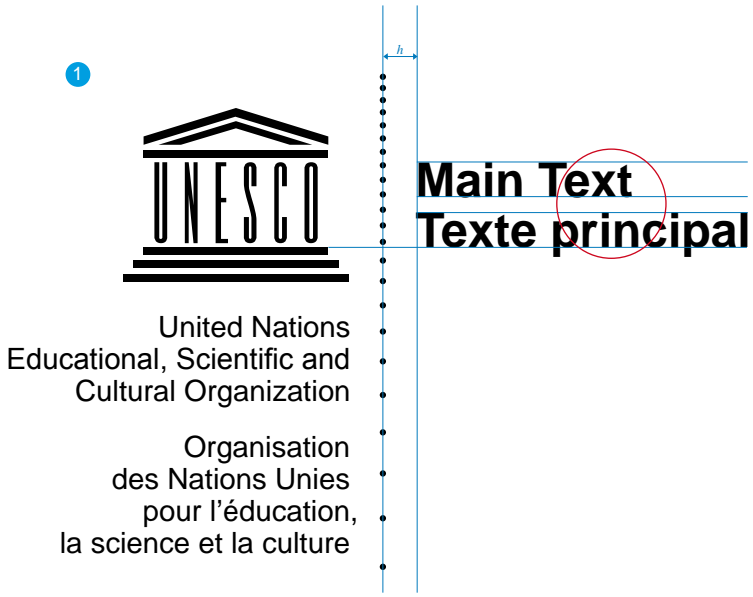 1
h
UNESCO
Main Text
Texte principal
United Nations
Educational, Scientific and
Cultural Organization
Organisation
des Nations Unies
pour l’éducation,
la science et la culture